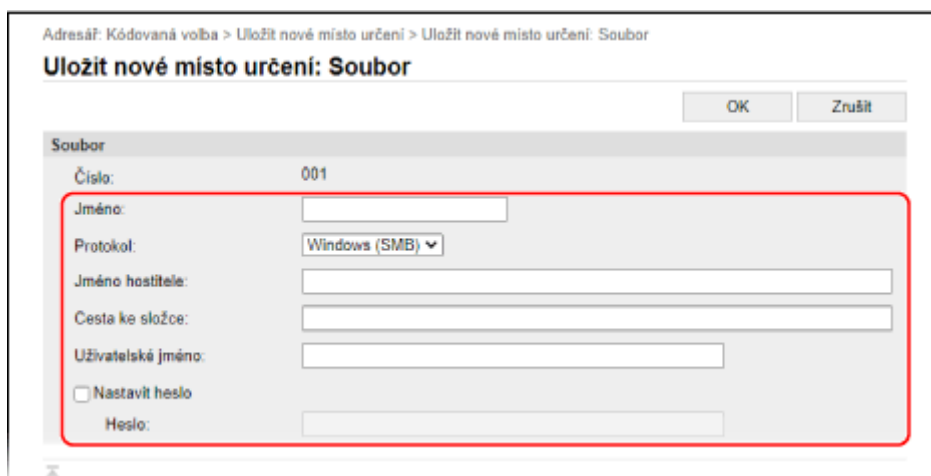 Adresář: Kódovaná volba > Uložit nové místo určení > Uložit nové místo určení: Soubor
Uložit nové místo určení: Soubor
OK Zrušit
Soubor
Číslo: 001
Jméno:
Protokol: Windows (SMB)
Jméno hostitele:
Cesta ke složce:
Uživatelské jméno:
Nastavit heslo
Heslo: